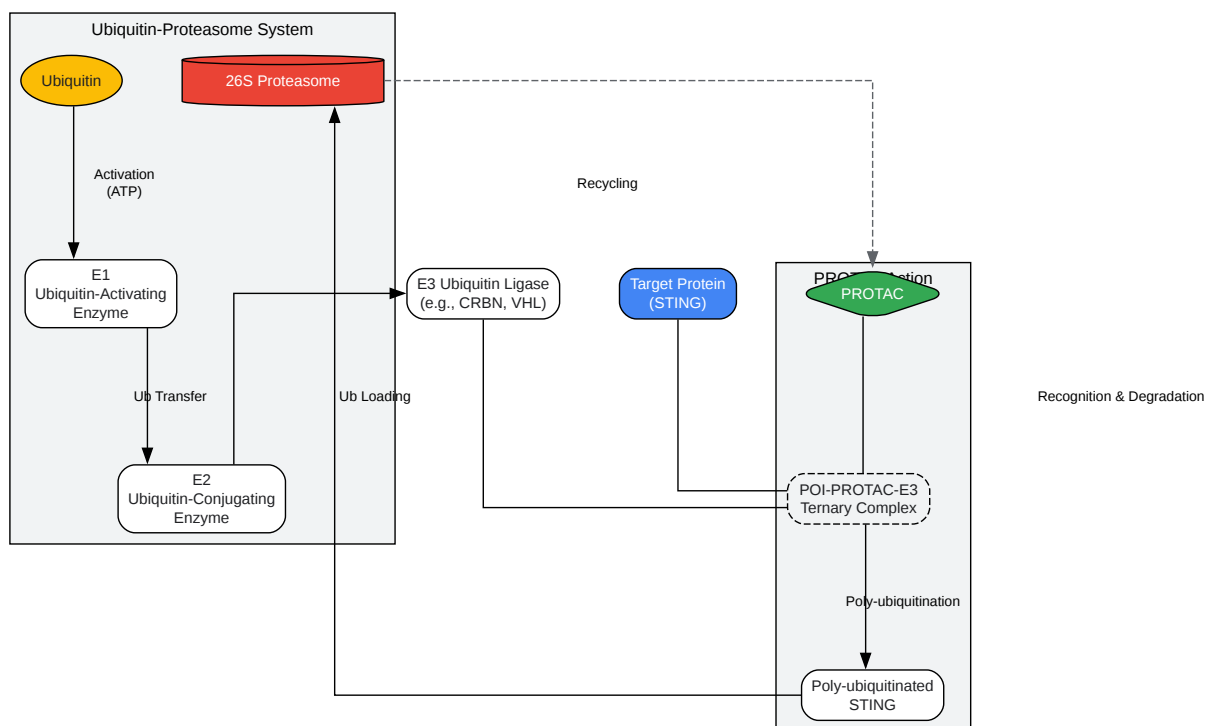 Ubiquitin-Proteasome System
Ubiquitin
26S Proteasome
Activation
(ATP)
Recycling
E1
Ubiquitin-Activating
Enzyme
E3 Ubiquitin Ligase
(e.g., CRBN, VHL)
Target Protein
(STING)
PROTAC
Ub Transfer
Ub Loading
Recognition & Degradation
E2
Ubiquitin-Conjugating
Enzyme
POI-PROTAC-E3
Ternary Complex
Poly-ubiquitination
Poly-ubiquitinated
STING